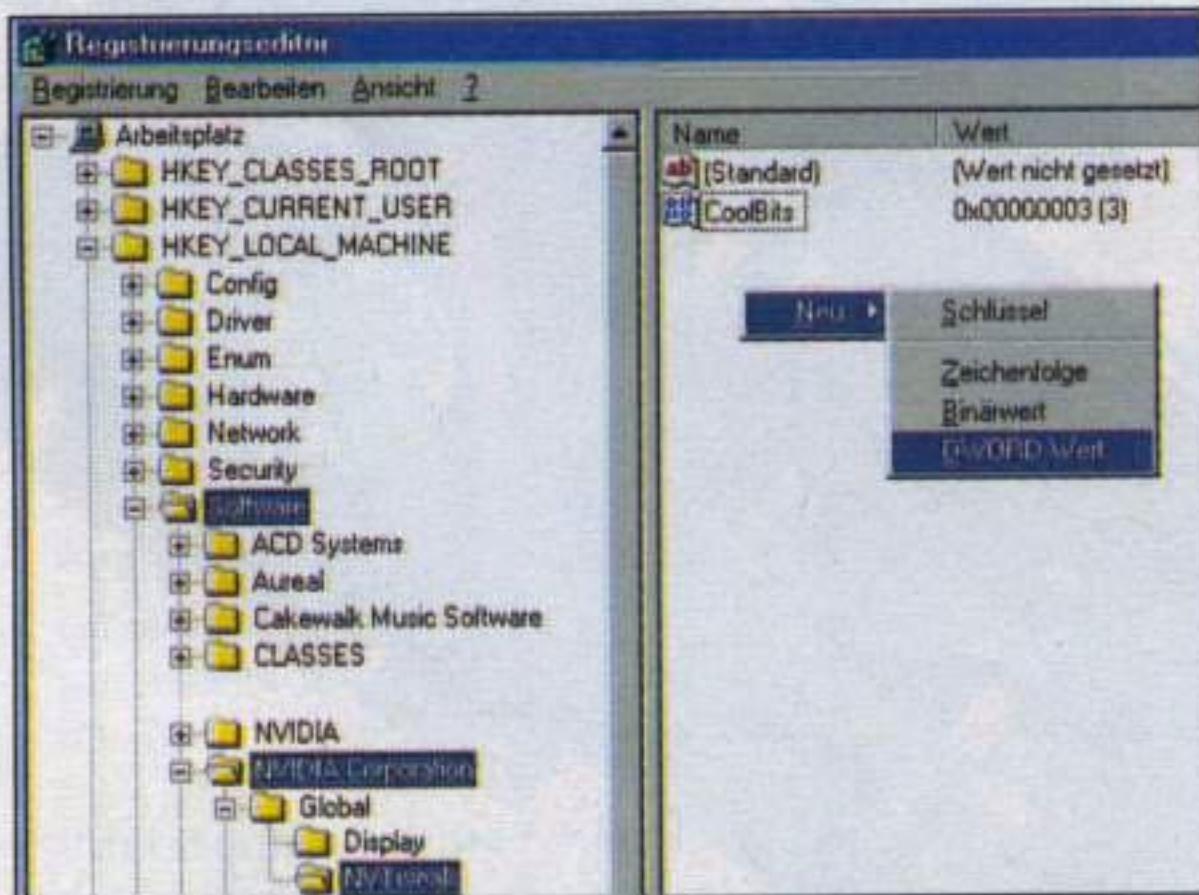 Registrierungseditor
Registrierung Bearbeiten Ansicht ?
Arbeitsplatz
HKEY_CLASSES_ROOT
HKEY_CURRENT_USER
HKEY_LOCAL_MACHINE
Config
Driver
Enum
Hardware
Network
Security
Software
ACD Systems
Aureal
Cakewalk Music Software
CLASSES
NVIDIA
NVIDIA Corporation
Global
Display
NVTweak
Name Wert
(Standard) (Wert nicht gesetzt)
CoolBits 0x00000003 (3)
Neu
Schlüssel
Zeichenfolge
Binärwert
DWORD-Wert